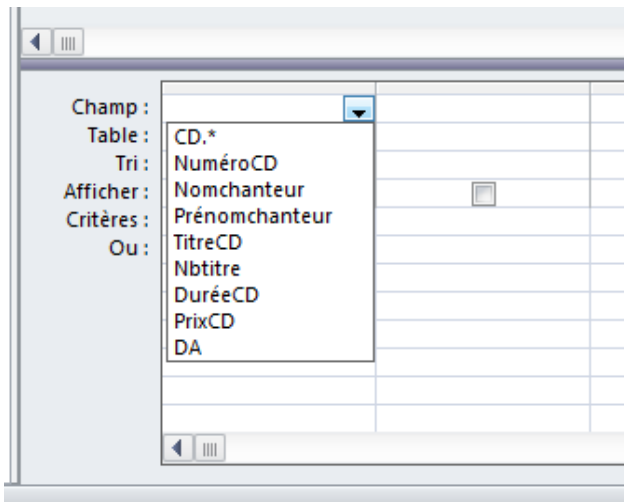 Champ :
Table :
Tri :
Afficher :
Critères :
Ou :
CD.*
NuméroCD
Nomchanteur
Prénomchanteur
TitreCD
Nbtitre
DuréeCD
PrixCD
DA